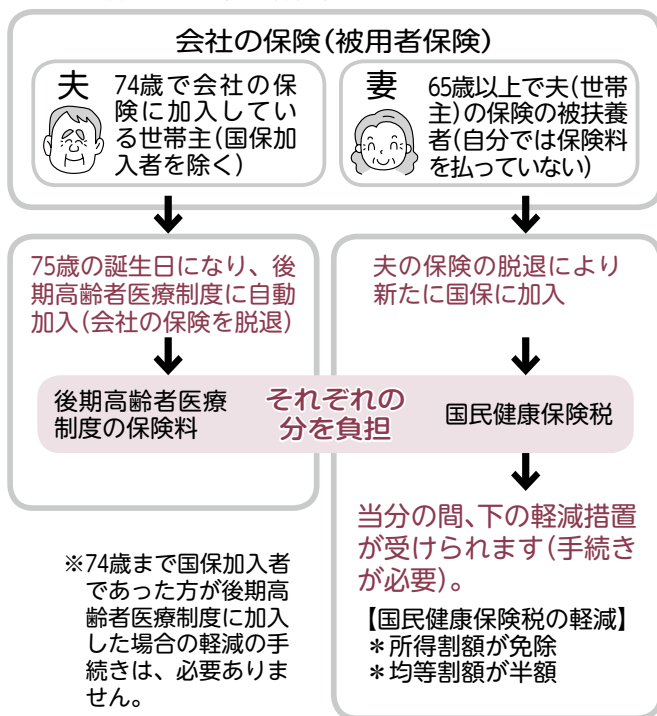 会社の保険(被用者保険)
夫
74歳で会社の保
険に加入してい
る世帯主(国保加
入者を除く)
妻
65歳以上で夫(世帯
主)の保険の被扶養
者(自分では保険料
を払っていない)
75歳の誕生日になり、後
期高齢者医療制度に自動
加入(会社の保険を脱退)
夫の保険の脱退により
新たに国保に加入
後期高齢者医療
制度の保険料
それぞれの
分を負担
国民健康保険税
当分の間、下の軽減措置
が受けられます(手続き
が必要)。
【国民健康保険税の軽減】
＊所得割額が免除
＊均等割額が半額
※74歳まで国保加入者
であった方が後期高
齢者医療制度に加入
した場合の軽減の手
続きは、必要ありま
せん。